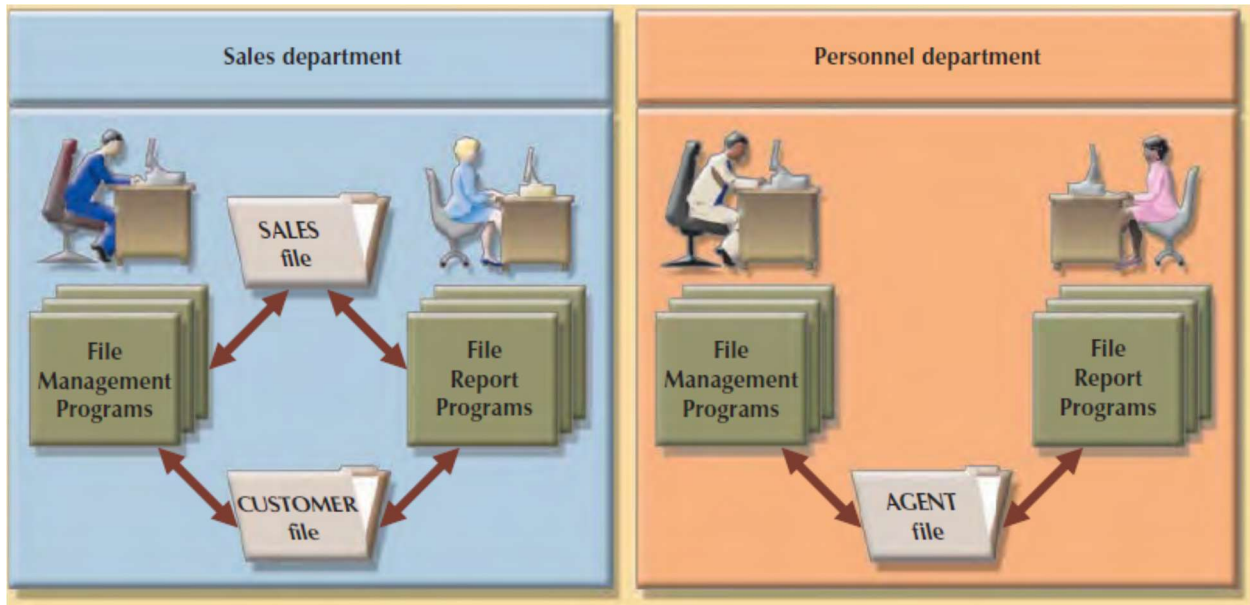 Sales department
Personnel department
SALES
file
File
Management
Programs
File
Report
Programs
CUSTOMER
file
File
Management
Programs
File
Report
Programs
AGENT
file